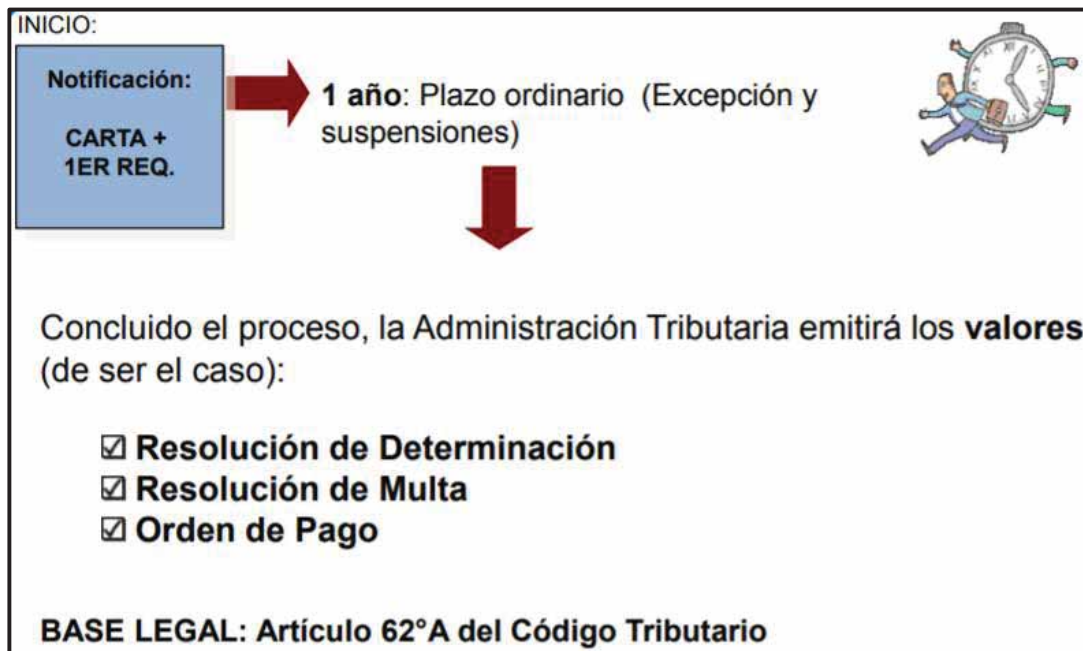 INICIO:
Notificación:
CARTA +
1ER REQ.
1 año: Plazo ordinario (Excepción y
suspensiones)
Concluido el proceso, la Administración Tributaria emitirá los valores
(de ser el caso):
☑ Resolución de Determinación
☑ Resolución de Multa
☑ Orden de Pago
BASE LEGAL: Artículo 62°A del Código Tributario